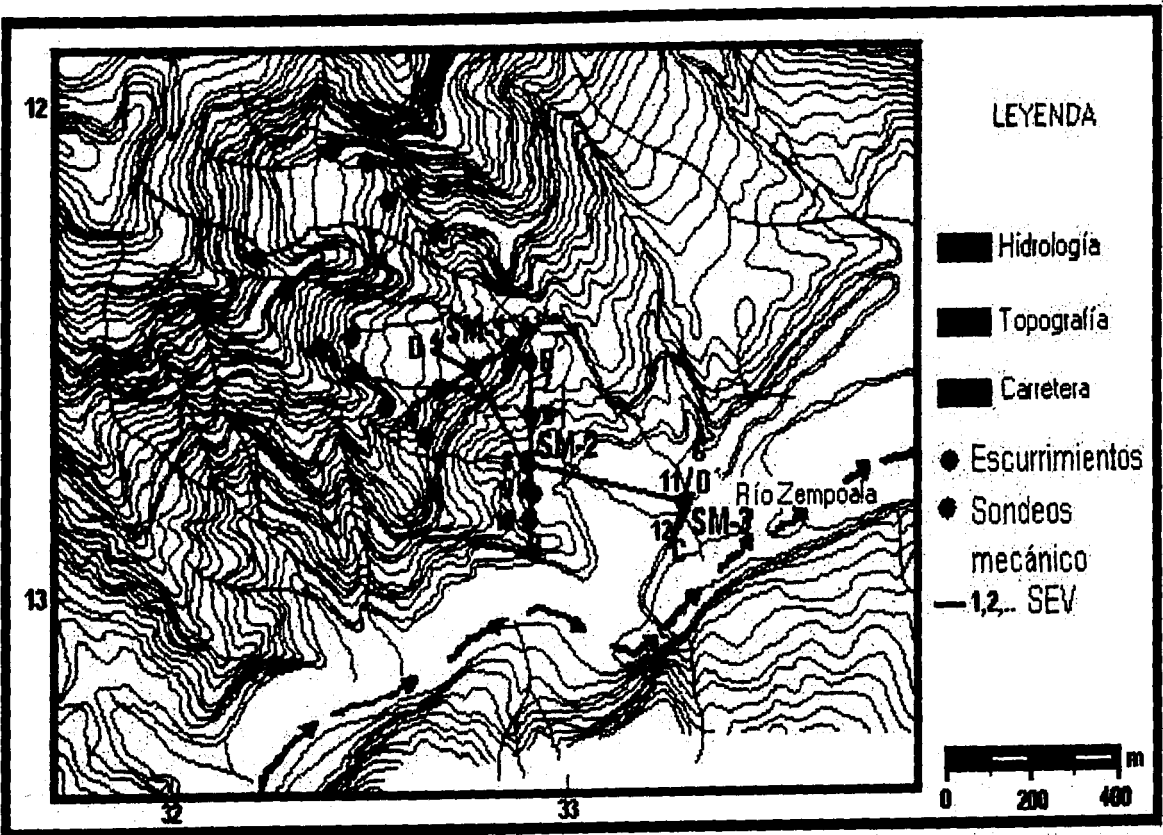 12
13
32
33
D
SM-
SM-2
11/D'
12
SM-3
Río Zempoala
LEYENDA
Hidrología
Topografía
Carretera
Escurrimientos
Sondeos
mecánico
1,2,.. SEV
m
0 200 400